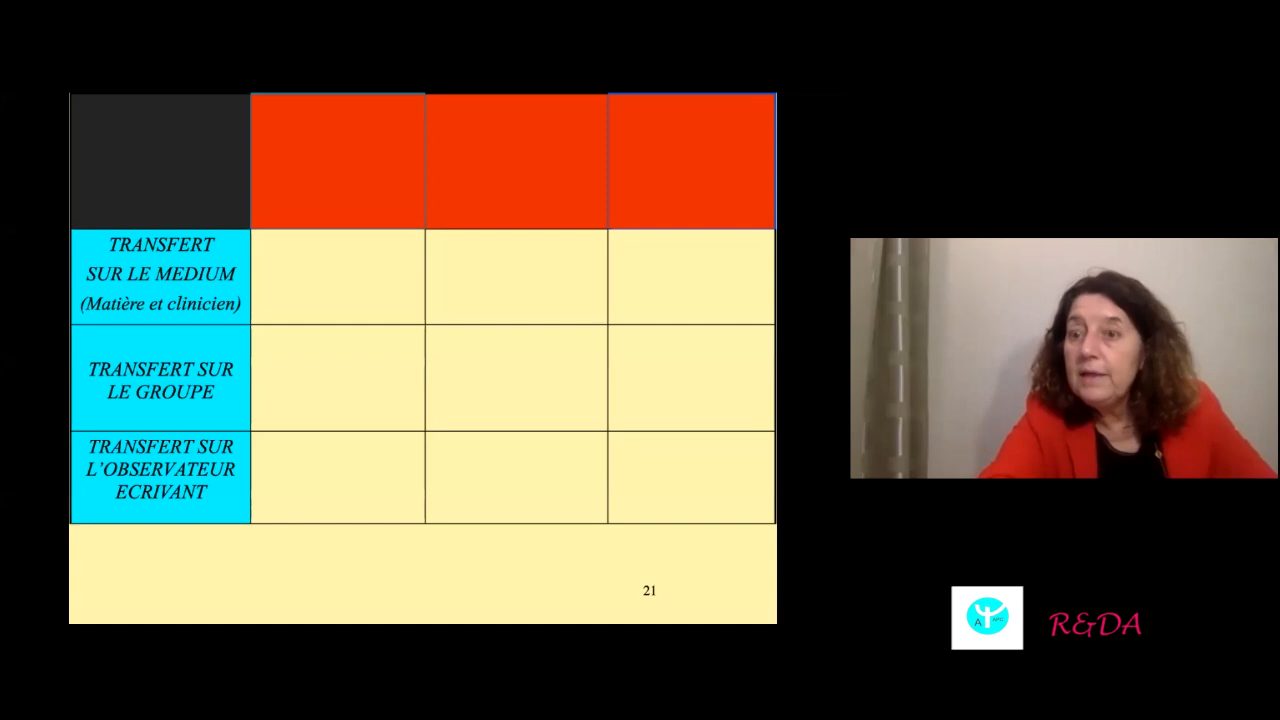 TRANSFERT
SUR LE MEDIUM
(Matière et clinicien)
TRANSFERT SUR
LE GROUPE
TRANSFERT SUR
L'OBSERVATEUR
ECRIVANT
21
R&DA